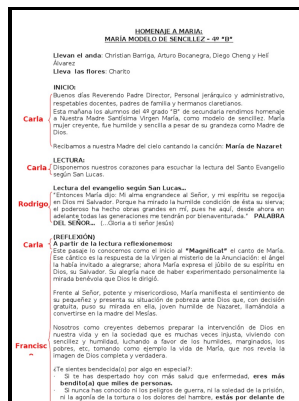 HOMENAJE A MARIA:
MARÍA MODELO DE SENCILLEZ - 4º "B"
Llevan el anda: Christian Barriga, Arturo Bocanegra, Diego Cheng y Helí
Álvarez
Lleva las flores: Charito
INICIO:
Buenos días Reverendo Padre Director, Personal jerárquico y administrativo,
respetables docentes, padres de familia y hermanos claretianos.
Esta mañana los alumnos del 4º grado "B" de secundaria rendimos homenaje
Carla a Nuestra Madre Santísima Virgen María, como modelo de sencillez. María
mujer creyente, fue humilde y sencilla a pesar de su grandeza como Madre de
Dios.
Recibamos a nuestra Madre del cielo cantando la canción: María de Nazaret
LECTURA:
Carla Dispongamos nuestros corazones para escuchar la lectura del Santo Evangelio
según San Lucas.
Lectura del evangelio según San Lucas...
"Entonces María dijo: Mi alma engrandece al Señor, y mi espíritu se regocija
en Dios mi Salvador. Porque ha mirado la humilde condición de ésta su sierva;
Rodrigo el poderoso ha hecho obras grandes en mí, pues he aquí, desde ahora en
adelante todas las generaciones me tendrán por bienaventurada." PALABRA
DEL SEÑOR... (...Gloria a ti señor Jesús)
(REFLEXIÓN)
Carla A partir de la lectura reflexionemos:
Este pasaje lo conocemos como el inicio al "Magníficat" el canto de María.
Ese cántico es la respuesta de la Virgen al misterio de la Anunciación: el ángel
la había invitado a alegrarse; ahora María expresa el júbilo de su espíritu en
Dios, su Salvador. Su alegría nace de haber experimentado personalmente la
mirada benévola que Dios le dirigió.
Frente al Señor, potente y misericordioso, María manifiesta el sentimiento de
su pequeñez y presenta su situación de pobreza ante Dios que, con decisión
gratuita, puso su mirada en ella, joven humilde de Nazaret, llamándola a
convertirse en la madre del Mesías.
Nosotros como creyentes debemos preparar la intervención de Dios en
nuestra vida y en la sociedad que es muchas veces injusta, viviendo con
sencillez y humildad, luchando a favor de los humildes, marginados, los
Francisco pobres, etc, tomando como ejemplo la vida de María, que nos revela la
imagen de Dios completa y verdadera.
¿Te sientes bendecido(a) por algo en especial?:
- Si te has despertado hoy con más salud que enfermedad, eres más
bendito(a) que miles de personas.
- Si nunca has conocido ni los peligros de guerra, ni la soledad de la prisión,
ni la agonía de la tortura o los dolores del hambre, estás por delante de